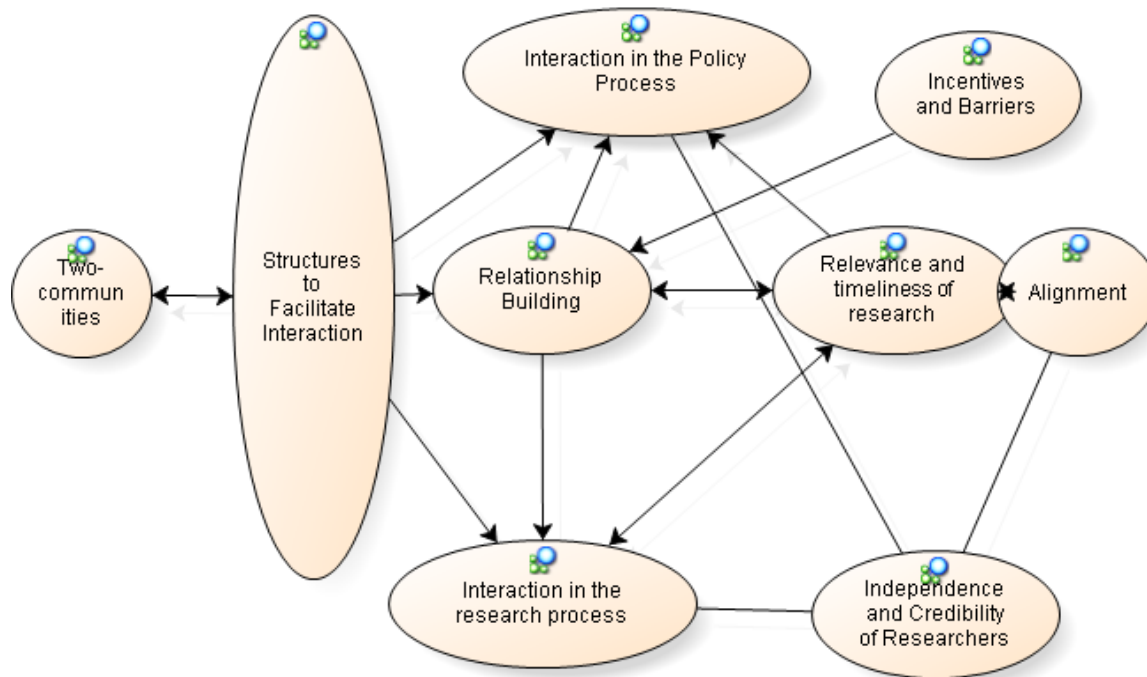 Interaction in the Policy
Process
Incentives
and Barriers
Two-
commun
ities
Structures
to
Facilitate
Interaction
Relationship
Building
Relevance and
timeliness of
research
Alignment
Interaction in the
research process
Independence
and Credibility
of Researchers